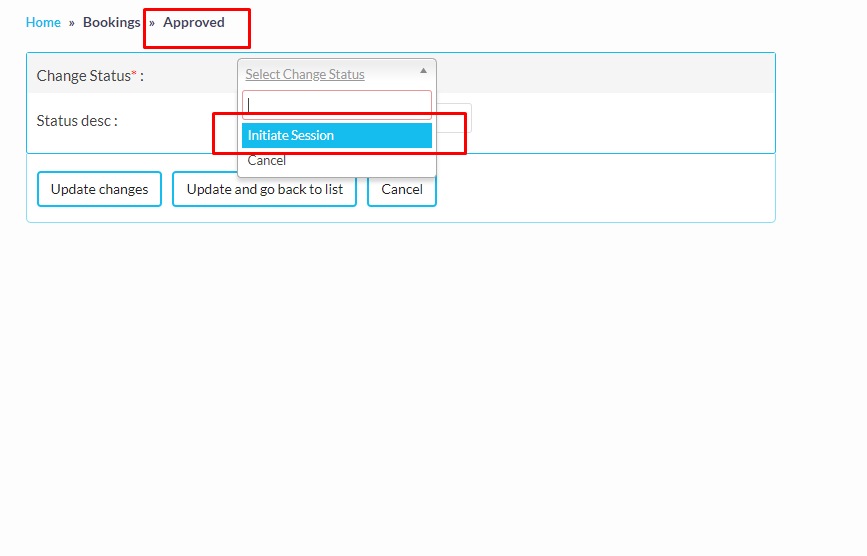 Home » Bookings » Approved
Change Status* :
Select Change Status
Status desc :
Initiate Session
Cancel
Update changes
Update and go back to list
Cancel